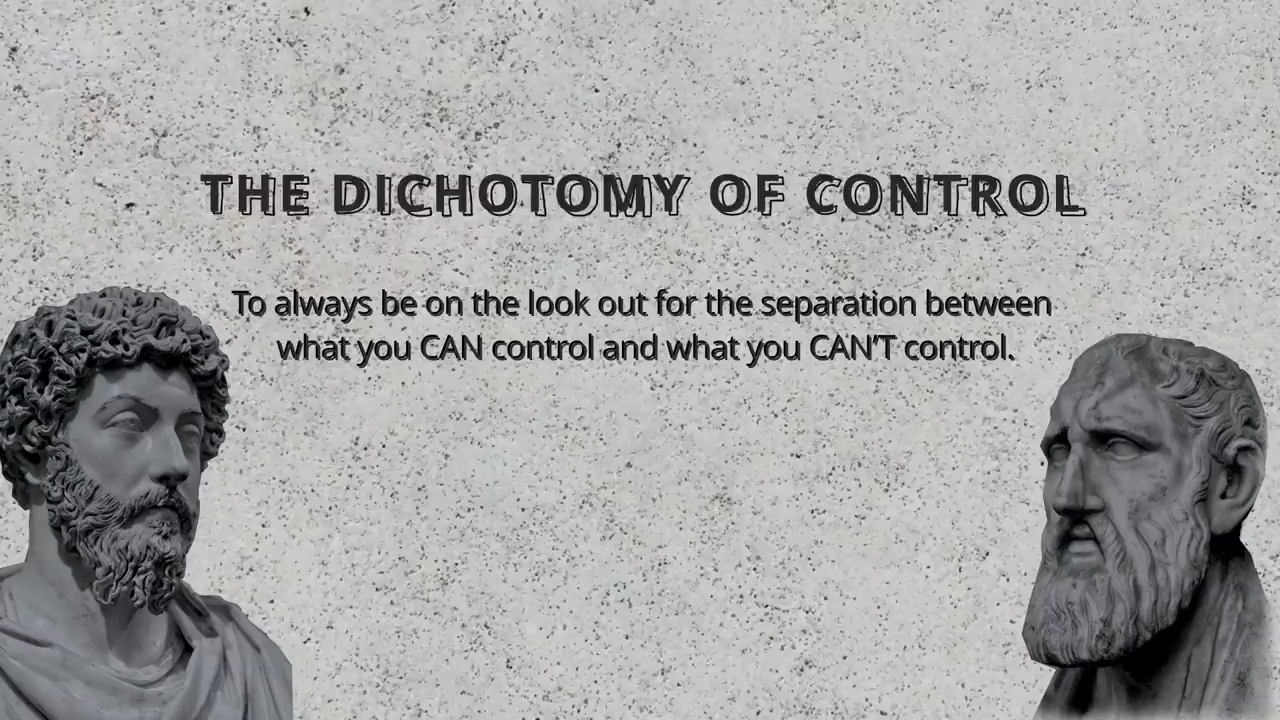 THE DICHOTOMY OF CONTROL
To always be on the look out for the separation between
what you CAN control and what you CAN'T control.